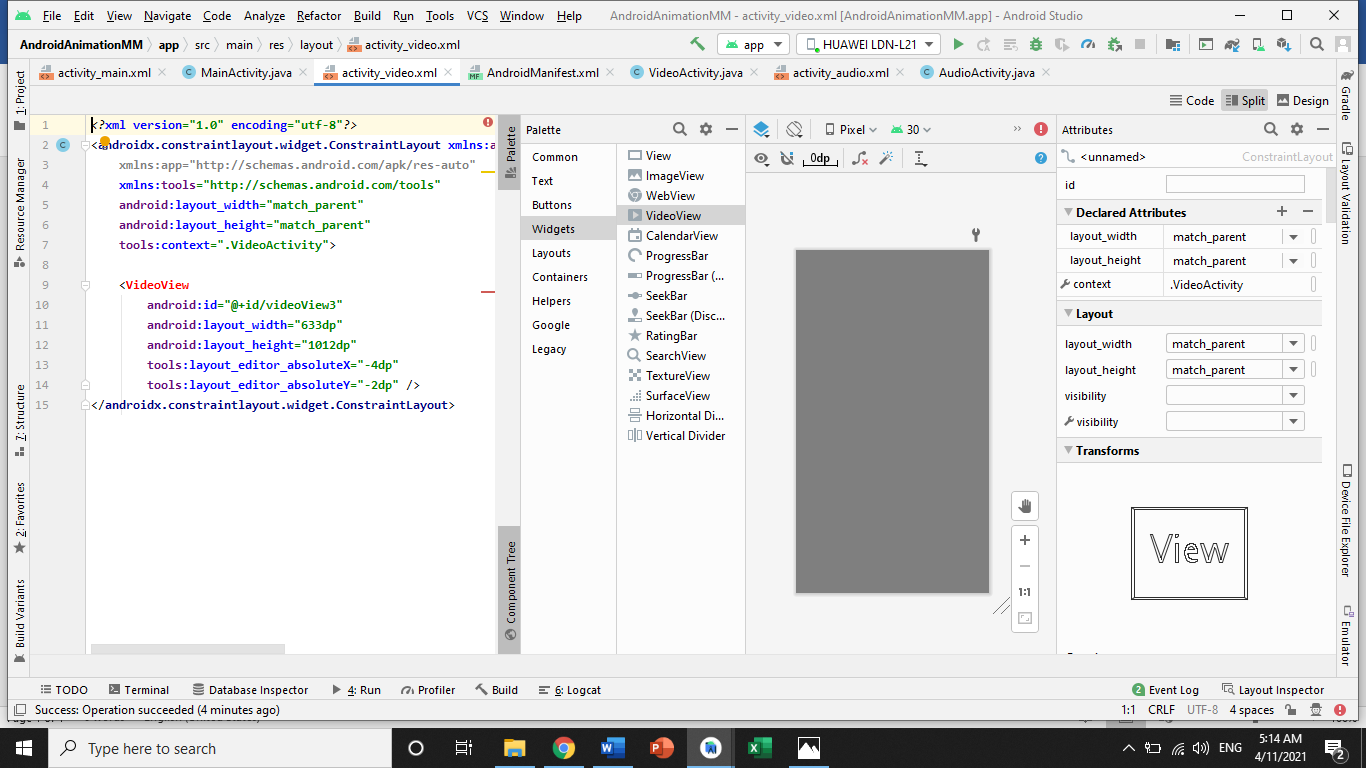 File Edit View Navigate Code Analyze Refactor Build Run Tools VCS Window Help AndroidAnimationMM - activity_video.xml [AndroidAnimationMM.app] - Android Studio
AndroidAnimationMM app src main res layout activity_video.xml app HUAWEI LDN-L21
activity_main.xml MainActivity.java activity_video.xml AndroidManifest.xml VideoActivity.java activity_audio.xml AudioActivity.java
Code Split Design
1: Project
Resource Manager
7: Structure
2: Favorites
Build Variants
1 <?xml version="1.0" encoding="utf-8"?>
2 <androidx.constraintlayout.widget.ConstraintLayout xmlns:a
3 xmlns:app="http://schemas.android.com/apk/res-auto"
4 xmlns:tools="http://schemas.android.com/tools"
5 android:layout_width="match_parent"
6 android:layout_height="match_parent"
7 tools:context=".VideoActivity">
8
9 <VideoView
10 android:id="@+id/videoView3"
11 android:layout_width="633dp"
12 android:layout_height="1012dp"
13 tools:layout_editor_absoluteX="-4dp"
14 tools:layout_editor_absoluteY="-2dp" />
15 </androidx.constraintlayout.widget.ConstraintLayout>
Palette
Component Tree
Palette
Common
Text
Buttons
Widgets
Layouts
Containers
Helpers
Google
Legacy
View
ImageView
WebView
VideoView
CalendarView
ProgressBar
ProgressBar (...
SeekBar
SeekBar (Disc...
RatingBar
SearchView
TextureView
SurfaceView
Horizontal Di...
Vertical Divider
Pixel 30
0dp
1:1
Attributes
<unnamed> ConstraintLayout
id
Declared Attributes
layout_width match_parent
layout_height match_parent
context .VideoActivity
Layout
layout_width match_parent
layout_height match_parent
visibility
visibility
Transforms
View
Gradle
Layout Validation
Device File Explorer
Emulator
TODO Terminal Database Inspector 4: Run Profiler Build 6: Logcat 2 Event Log Layout Inspector
Success: Operation succeeded (4 minutes ago) 1:1 CRLF UTF-8 4 spaces
Type here to search
ENG
5:14 AM
4/11/2021
2